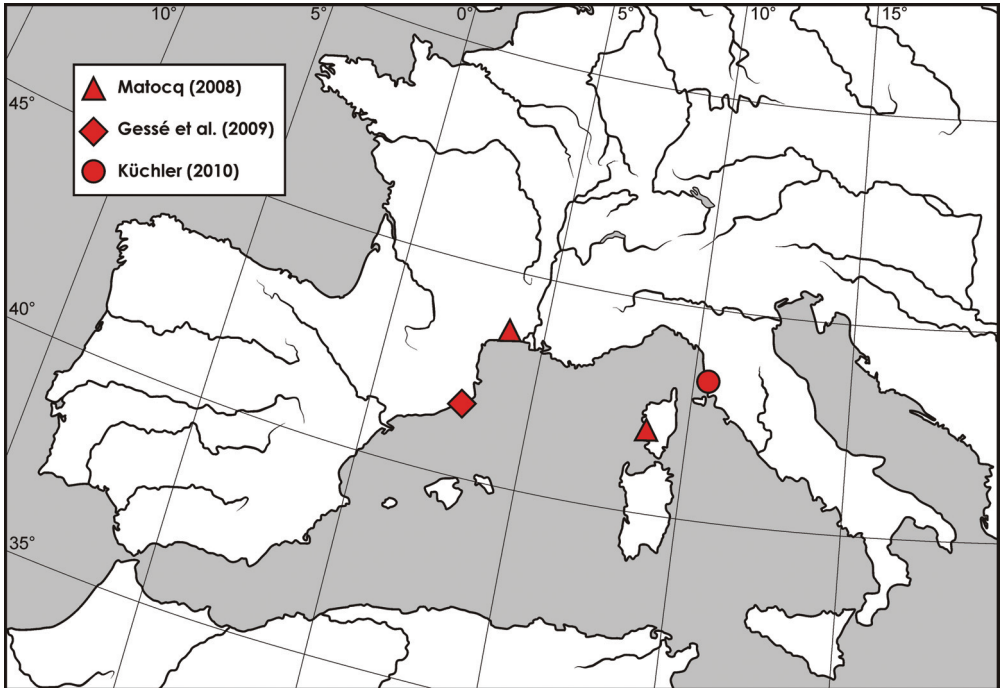 10° 5° 0° 5° 10° 15°
45°
Matocq (2008)
Gessé et al. (2009)
Küchler (2010)
40°
35°